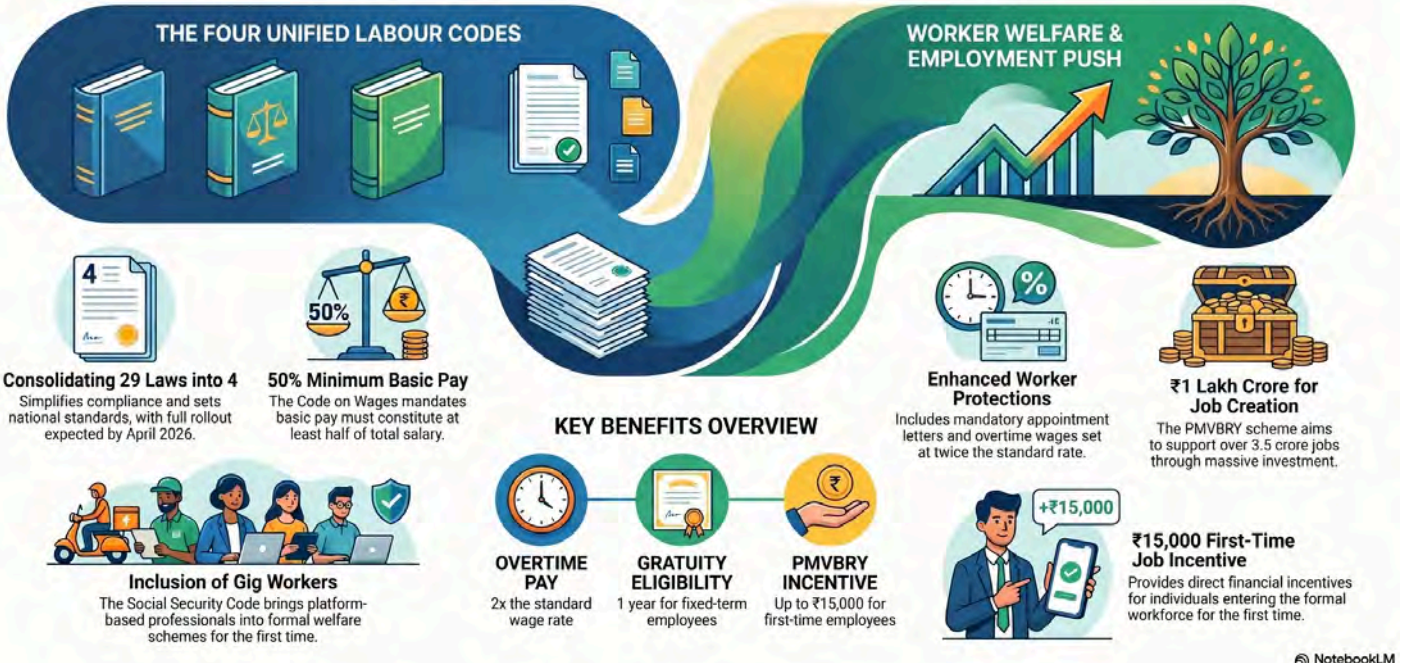 THE FOUR UNIFIED LABOUR CODES
WORKER WELFARE &
EMPLOYMENT PUSH
4
50%
₹
Consolidating 29 Laws into 4
Simplifies compliance and sets
national standards, with full rollout
expected by April 2026.
50% Minimum Basic Pay
The Code on Wages mandates
basic pay must constitute at
least half of total salary.
Inclusion of Gig Workers
The Social Security Code brings platform-
based professionals into formal welfare
schemes for the first time.
KEY BENEFITS OVERVIEW
₹
OVERTIME
PAY
2x the standard
wage rate
GRATUITY
ELIGIBILITY
1 year for fixed-term
employees
PMVBRY
INCENTIVE
Up to ₹15,000 for
first-time employees
%
Enhanced Worker
Protections
Includes mandatory appointment
letters and overtime wages set
at twice the standard rate.
₹1 Lakh Crore for
Job Creation
The PMVBRY scheme aims
to support over 3.5 crore jobs
through massive investment.
+₹15,000
₹15,000 First-Time
Job Incentive
Provides direct financial incentives
for individuals entering the formal
workforce for the first time.
NotebookLM